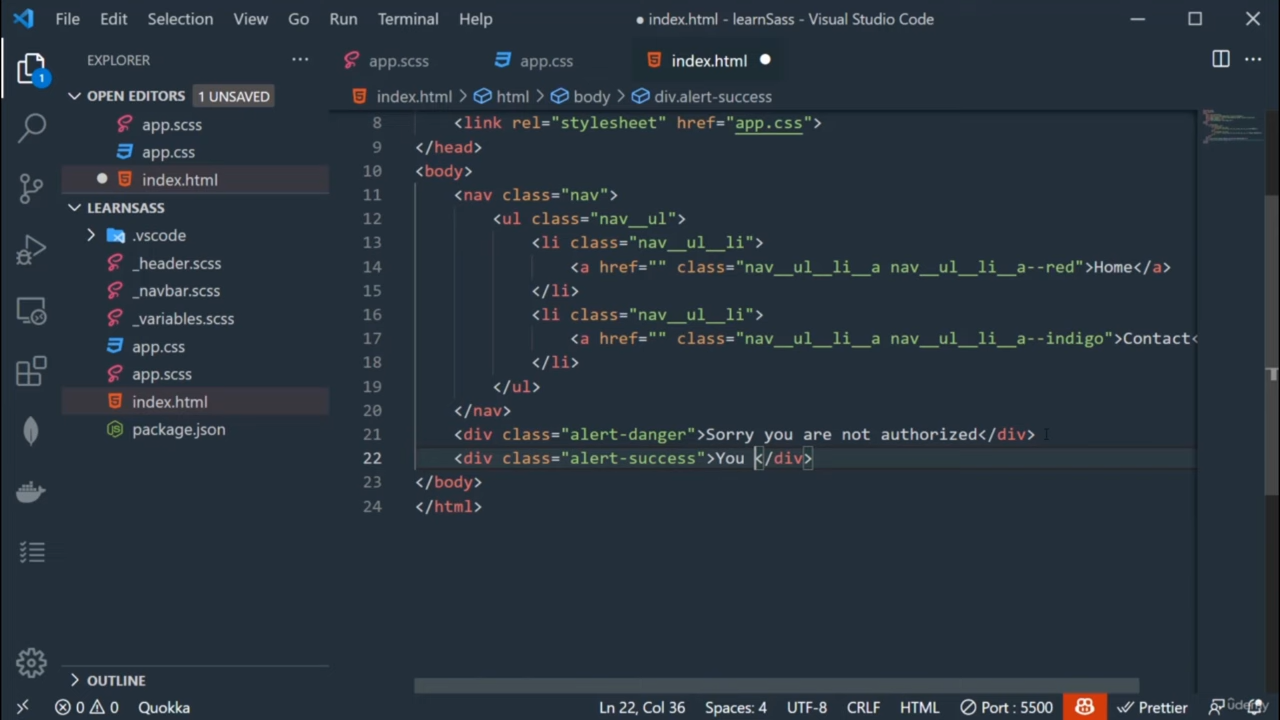 File Edit Selection View Go Run Terminal Help ● index.html - learnSass - Visual Studio Code
EXPLORER ...
app.scss app.css index.html ●
OPEN EDITORS 1 UNSAVED
index.html > html > body > div.alert-success
1
app.scss
app.css
● index.html
LEARNSASS
.vscode
_header.scss
_navbar.scss
_variables.scss
app.css
app.scss
index.html
package.json
OUTLINE
8 <link rel="stylesheet" href="app.css">
9 </head>
10 <body>
11 <nav class="nav">
12 <ul class="nav__ul">
13 <li class="nav__ul__li">
14 <a href="" class="nav__ul__li__a nav__ul__li__a--red">Home</a>
15 </li>
16 <li class="nav__ul__li">
17 <a href="" class="nav__ul__li__a nav__ul__li__a--indigo">Contact<
18 </li>
19 </ul>
20 </nav>
21 <div class="alert-danger">Sorry you are not authorized</div>
22 <div class="alert-success">You </div>
23 </body>
24 </html>
0 0 Quokka Ln 22, Col 36 Spaces: 4 UTF-8 CRLF HTML Port : 5500 Prettier
udemy